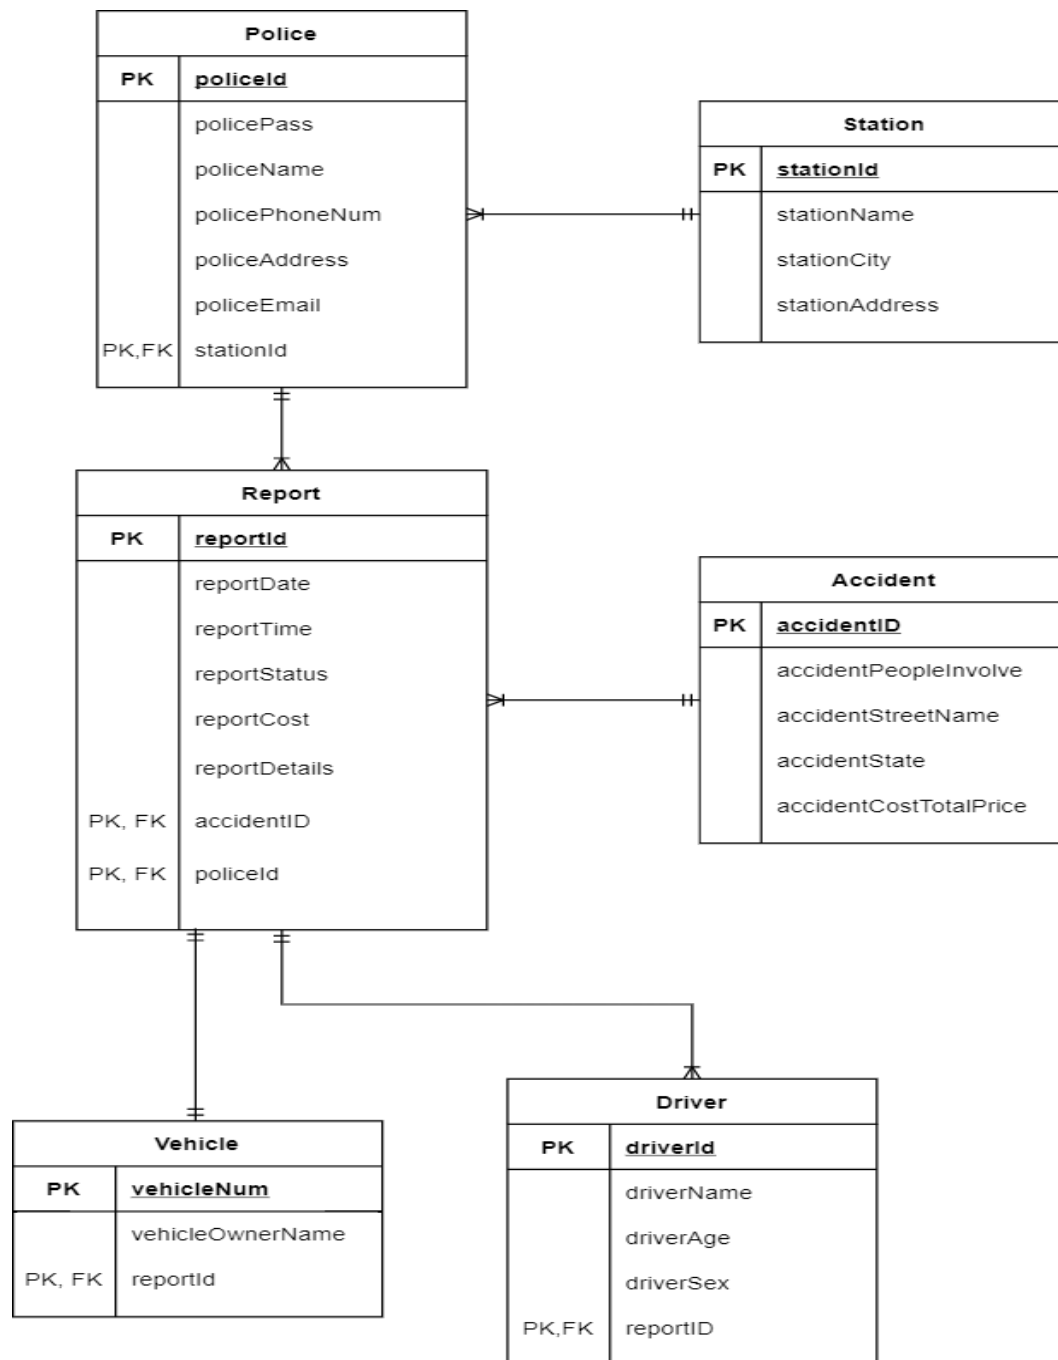 Police
PK policeId
policePass
policeName
policePhoneNum
policeAddress
policeEmail
PK,FK stationId
Station
PK stationId
stationName
stationCity
stationAddress
Report
PK reportId
reportDate
reportTime
reportStatus
reportCost
reportDetails
PK, FK accidentID
PK, FK policeId
Accident
PK accidentID
accidentPeopleInvolve
accidentStreetName
accidentState
accidentCostTotalPrice
Vehicle
PK vehicleNum
vehicleOwnerName
PK, FK reportId
Driver
PK driverId
driverName
driverAge
driverSex
PK,FK reportID